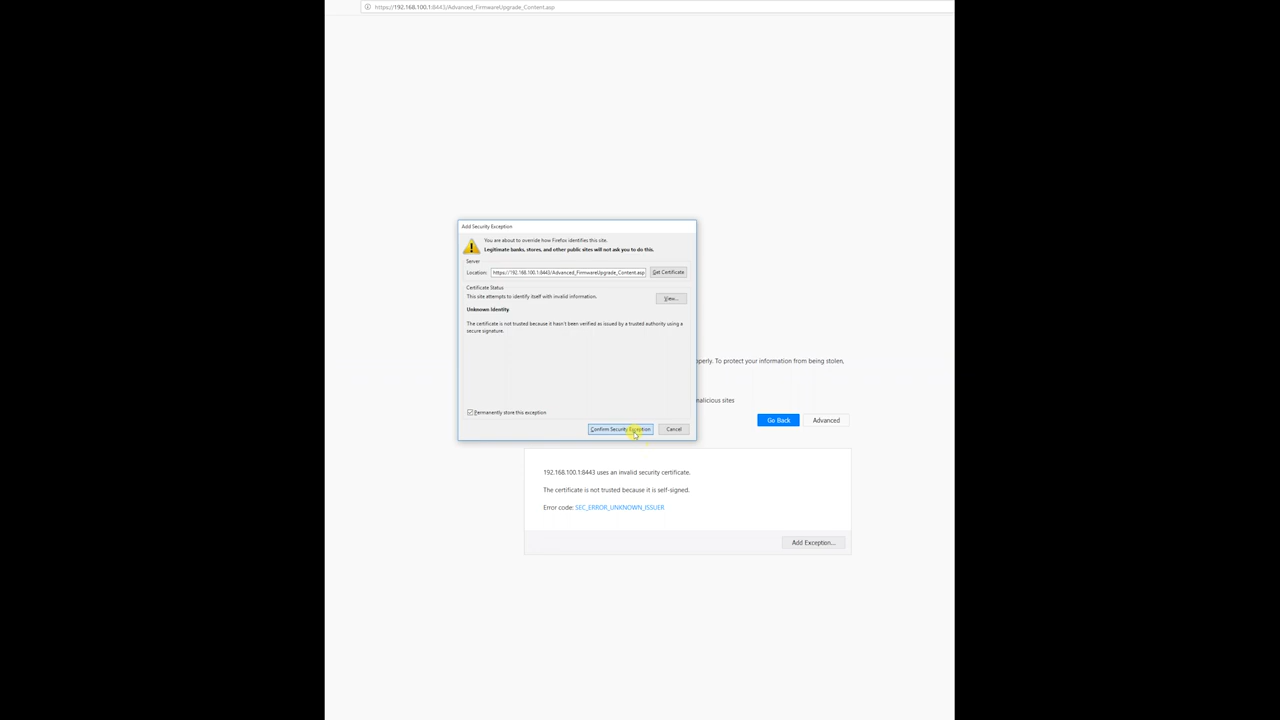 https://192.168.100.1:8443/Advanced_FirmwareUpgrade_Content.asp
Add Security Exception
You are about to override how Firefox identifies this site.
Legitimate banks, stores, and other public sites will not ask you to do this.
Server
Location: https://192.168.100.1:8443/Advanced_FirmwareUpgrade_Content.asp Get Certificate
Certificate Status
This site attempts to identify itself with invalid information. View...
Unknown Identity
The certificate is not trusted because it hasn't been verified as issued by a trusted authority using a
secure signature.
Permanently store this exception
Confirm Security Exception Cancel
perly. To protect your information from being stolen,
malicious sites
Go Back Advanced
192.168.100.1:8443 uses an invalid security certificate.
The certificate is not trusted because it is self-signed.
Error code: SEC_ERROR_UNKNOWN_ISSUER
Add Exception...